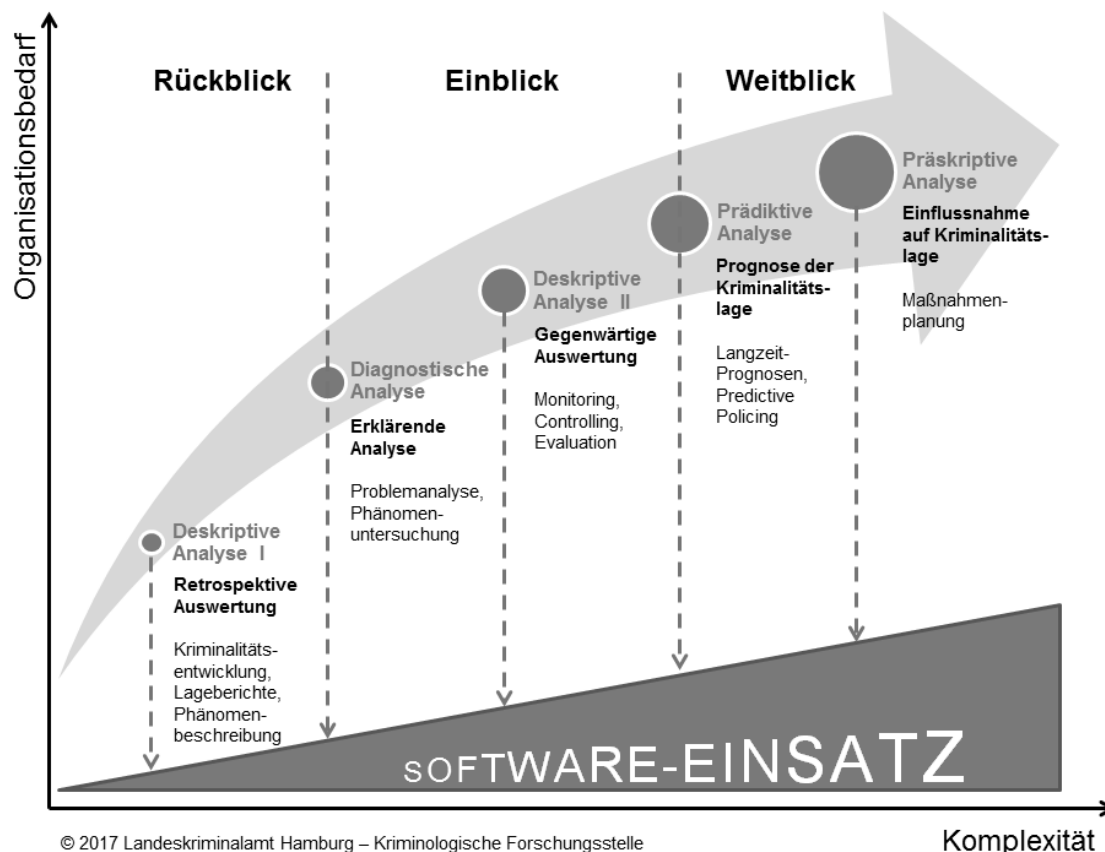 Organisationsbedarf
Rückblick
Einblick
Weitblick
Deskriptive
Analyse I
Retrospektive
Auswertung
Kriminalitäts-
entwicklung,
Lageberichte,
Phänomen-
beschreibung
Diagnostische
Analyse
Erklärende
Analyse
Problemanalyse,
Phänomen-
untersuchung
Deskriptive
Analyse II
Gegenwärtige
Auswertung
Monitoring,
Controlling,
Evaluation
Prädiktive
Analyse
Prognose der
Kriminalitäts-
lage
Langzeit-
Prognosen,
Predictive
Policing
Präskriptive
Analyse
Einflussnahme
auf Kriminalitäts-
lage
Maßnahmen-
planung
SOFTWARE-EINSATZ
© 2017 Landeskriminalamt Hamburg – Kriminologische Forschungsstelle
Komplexität